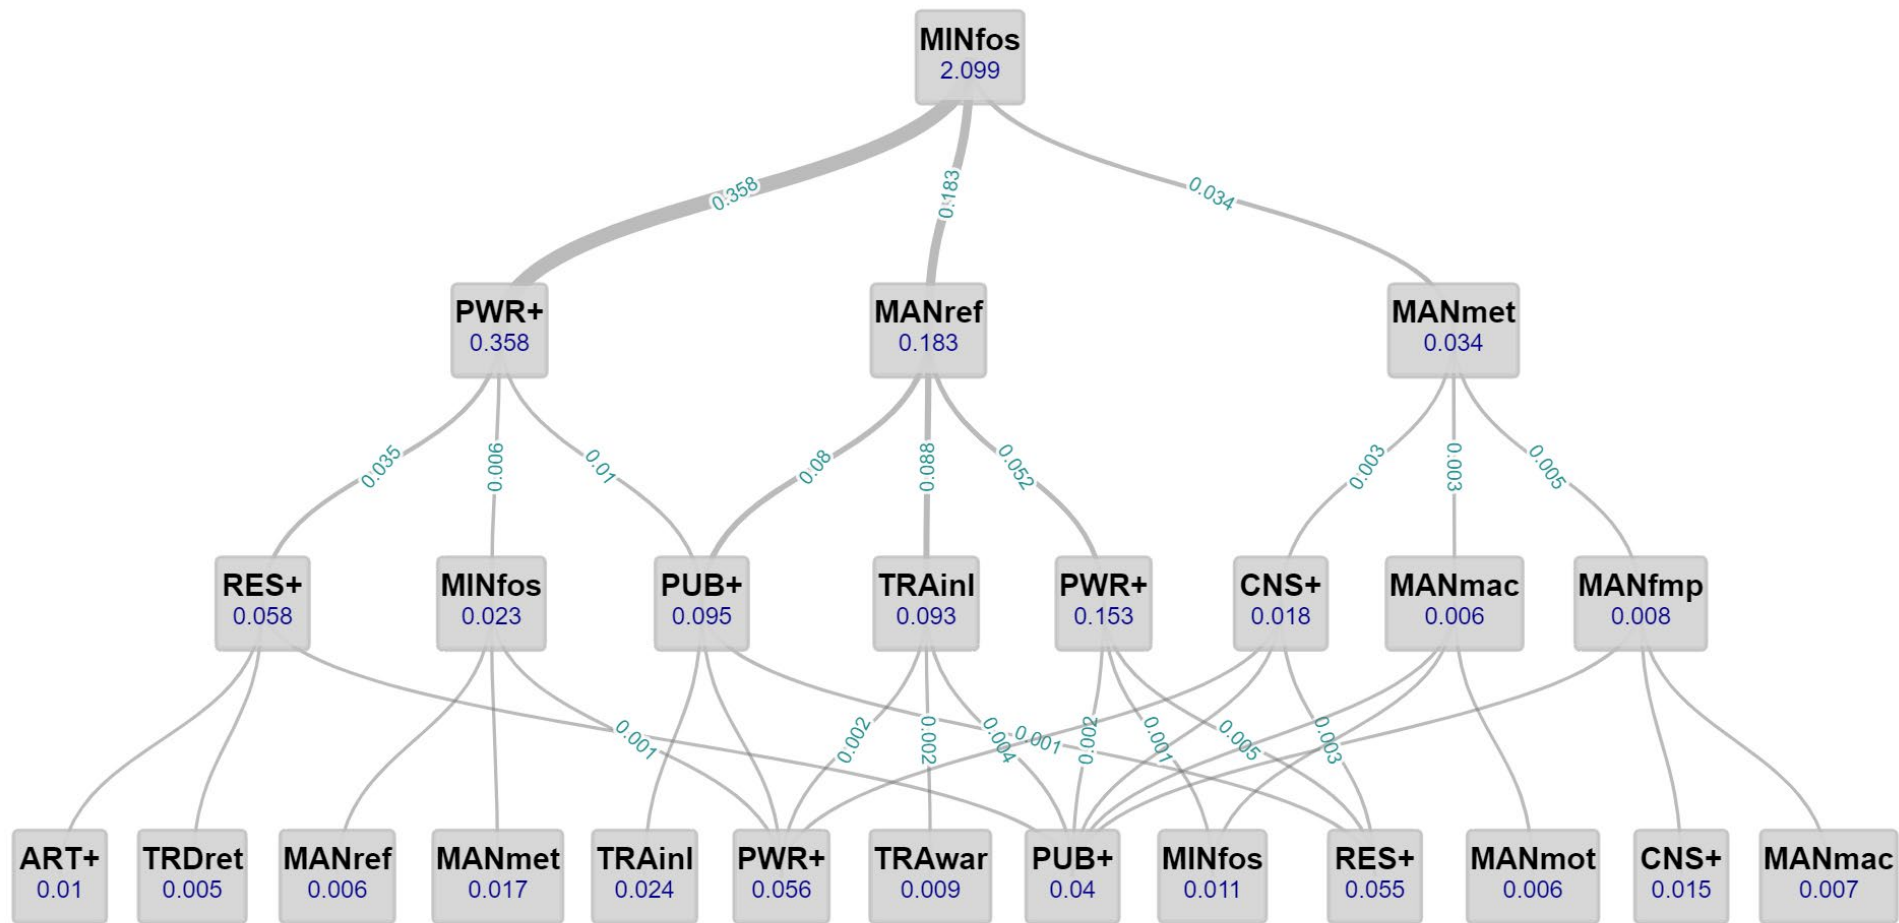 MINfos
2.099
0.358
0.183
0.034
PWR+
0.358
MANref
0.183
MANmet
0.034
0.035
0.006
0.01
0.08
0.088
0.052
0.003
0.003
0.005
RES+
0.058
MINfos
0.023
PUB+
0.095
TRAinl
0.093
PWR+
0.153
CNS+
0.018
MANmac
0.006
MANfmp
0.008
0.001
0.002
0.002
0.004
0.001
0.002
0.001
0.005
0.003
ART+
0.01
TRDret
0.005
MANref
0.006
MANmet
0.017
TRAinl
0.024
PWR+
0.056
TRAwar
0.009
PUB+
0.04
MINfos
0.011
RES+
0.055
MANmot
0.006
CNS+
0.015
MANmac
0.007